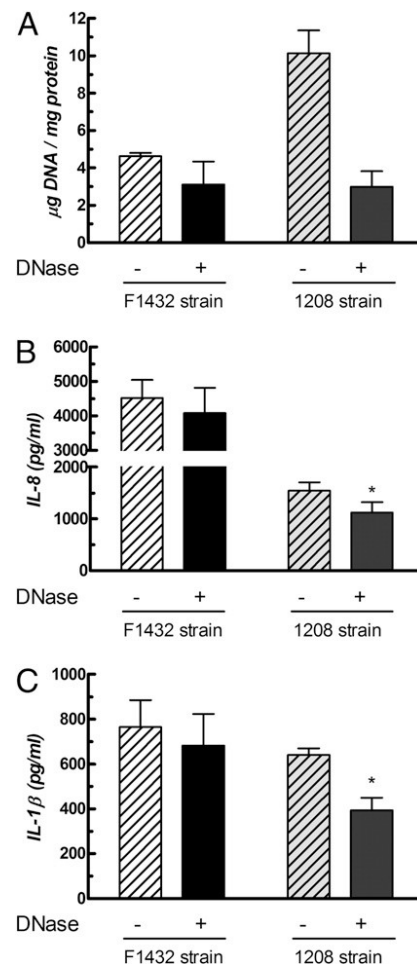 A
μg DNA / mg protein
12
10
8
6
4
2
0
DNase - + - +
F1432 strain 1208 strain
B
IL-8 (pg/ml)
6000
5000
4000
3000
2000
1000
0
*
DNase - + - +
F1432 strain 1208 strain
C
IL-1β (pg/ml)
1000
800
600
400
200
0
*
DNase - + - +
F1432 strain 1208 strain